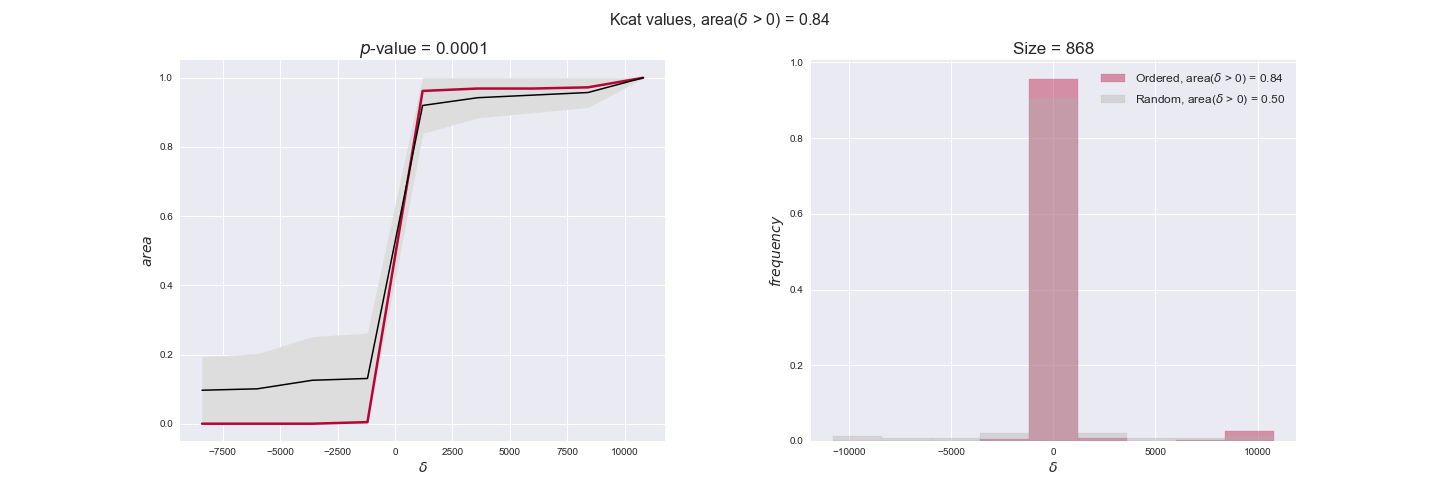 Kcat values, area(δ > 0) = 0.84
p-value = 0.0001
1.0
0.8
0.6
0.4
0.2
0.0
area
−7500 −5000 −2500 0 2500 5000 7500 10000
δ
Size = 868
Ordered, area(δ > 0) = 0.84
Random, area(δ > 0) = 0.50
1.0
0.8
0.6
0.4
0.2
0.0
frequency
−10000 −5000 0 5000 10000
δ